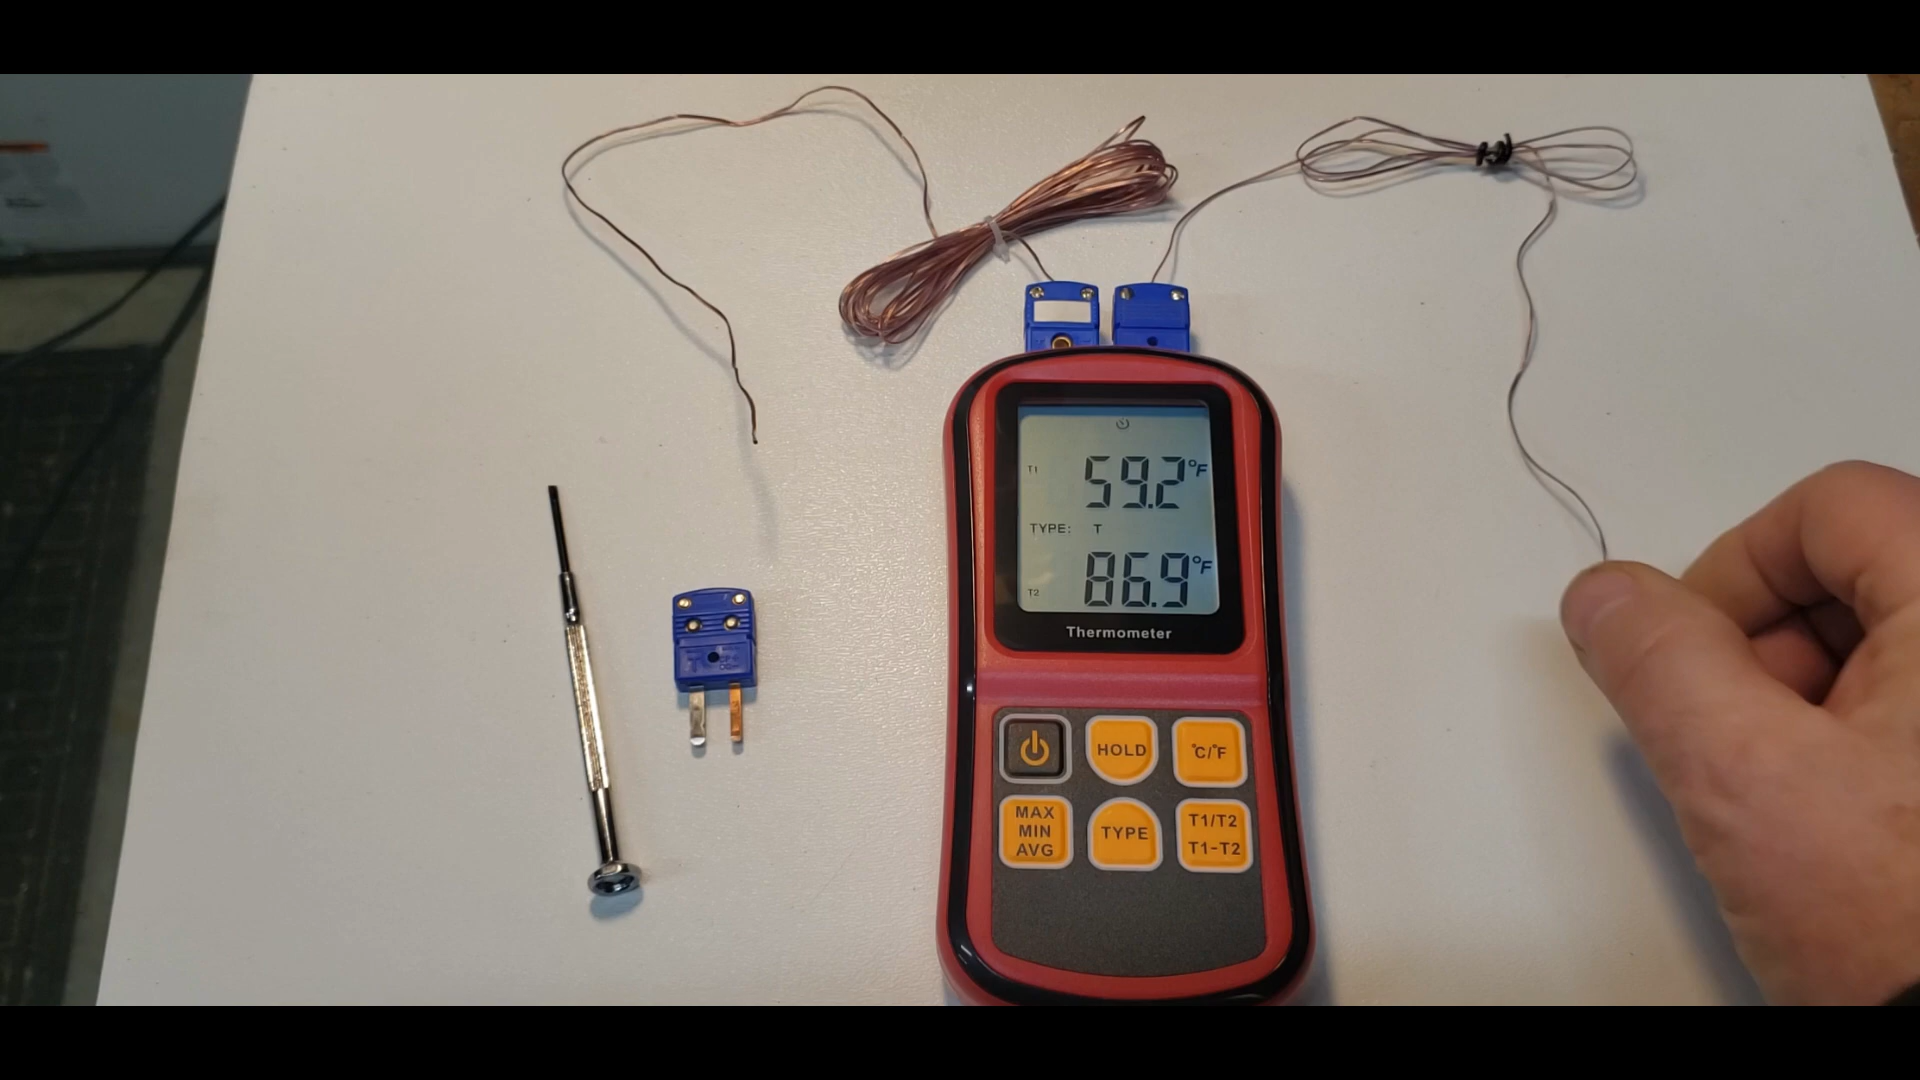 T1 59.2°F
TYPE: T
T2 86.9°F
Thermometer
HOLD
°C/°F
MAX
MIN
AVG
TYPE
T1/T2
T1-T2
T